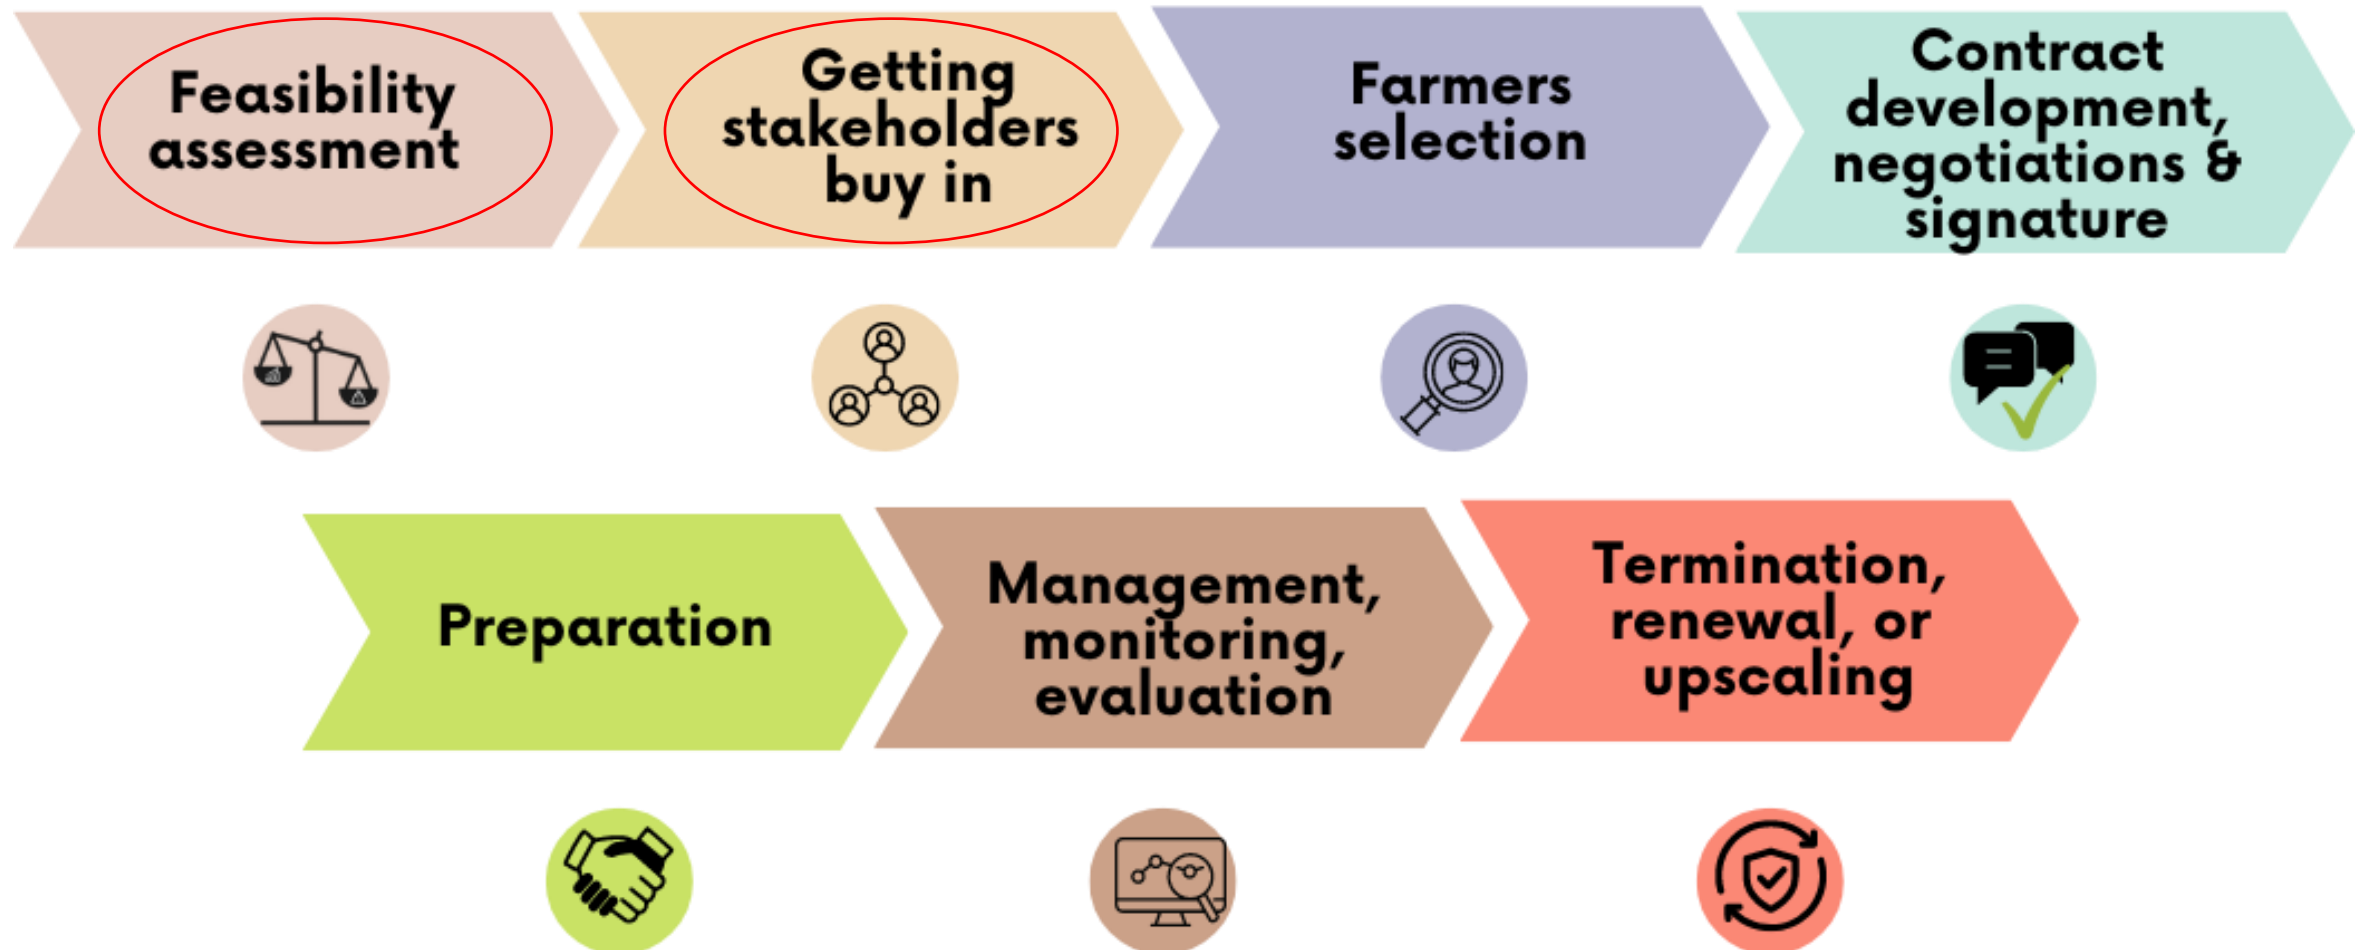 Feasibility
assessment
Getting
stakeholders
buy in
Farmers
selection
Contract
development,
negotiations &
signature
Preparation
Management,
monitoring,
evaluation
Termination,
renewal, or
upscaling